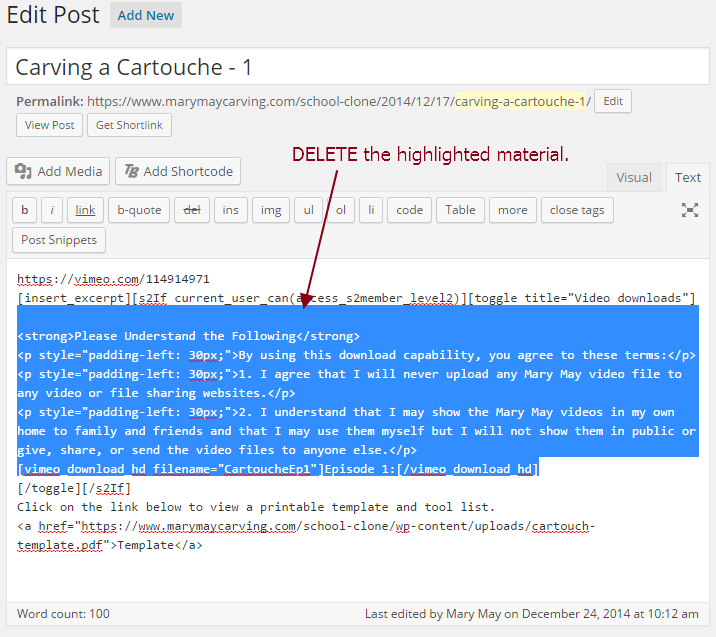 Edit Post Add New
Carving a Cartouche - 1
Permalink: https://www.marymaycarving.com/school-clone/2014/12/17/carving-a-cartouche-1/ Edit
View Post Get Shortlink
DELETE the highlighted material.
Add Media Add Shortcode
Visual Text
b i link b-quote del ins img ul ol li code Table more close tags
Post Snippets
https://vimeo.com/114914971
[insert_excerpt][s2If current_user_can(access_s2member_level2)][toggle title="Video downloads"]
<strong>Please Understand the Following</strong>
<p style="padding-left: 30px;">By using this download capability, you agree to these terms:</p>
<p style="padding-left: 30px;">1. I agree that I will never upload any Mary May video file to
any video or file sharing websites.</p>
<p style="padding-left: 30px;">2. I understand that I may show the Mary May videos in my own
home to family and friends and that I may use them myself but I will not show them in public or
give, share, or send the video files to anyone else.</p>
[vimeo_download_hd filename="CartoucheEp1"]Episode 1:[/vimeo_download_hd]
[/toggle][/s2If]
Click on the link below to view a printable template and tool list.
<a href="https://www.marymaycarving.com/school-clone/wp-content/uploads/cartouch-
template.pdf">Template</a>
Word count: 100 Last edited by Mary May on December 24, 2014 at 10:12 am